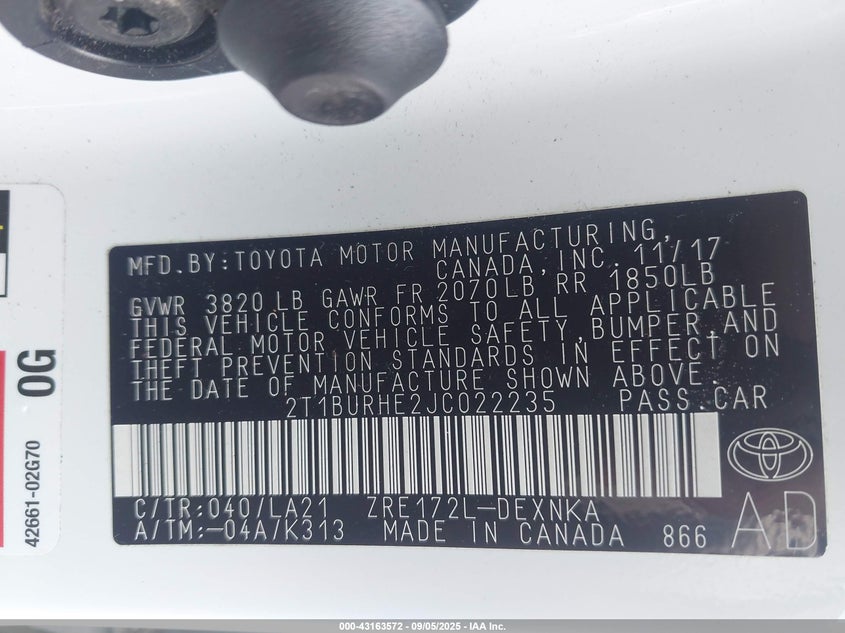 MFD.BY:TOYOTA MOTOR MANUFACTURING,
CANADA,INC. 11/17
GVWR 3820 LB GAWR FR 2070LB RR 1850LB
THIS VEHICLE CONFORMS TO ALL APPLICABLE
FEDERAL MOTOR VEHICLE SAFETY,BUMPER,AND
THEFT PREVENTION STANDARDS IN EFFECT ON
THE DATE OF MANUFACTURE SHOWN ABOVE.
2T1BURHE2JC022235 PASS.CAR
C/TR:040/LA21 ZRE172L-DEXNKA
A/TM:-04A/K313 MADE IN CANADA 866
AD
0G
42661-02G70
000-43163572 - 09/05/2025 - IAA Inc.